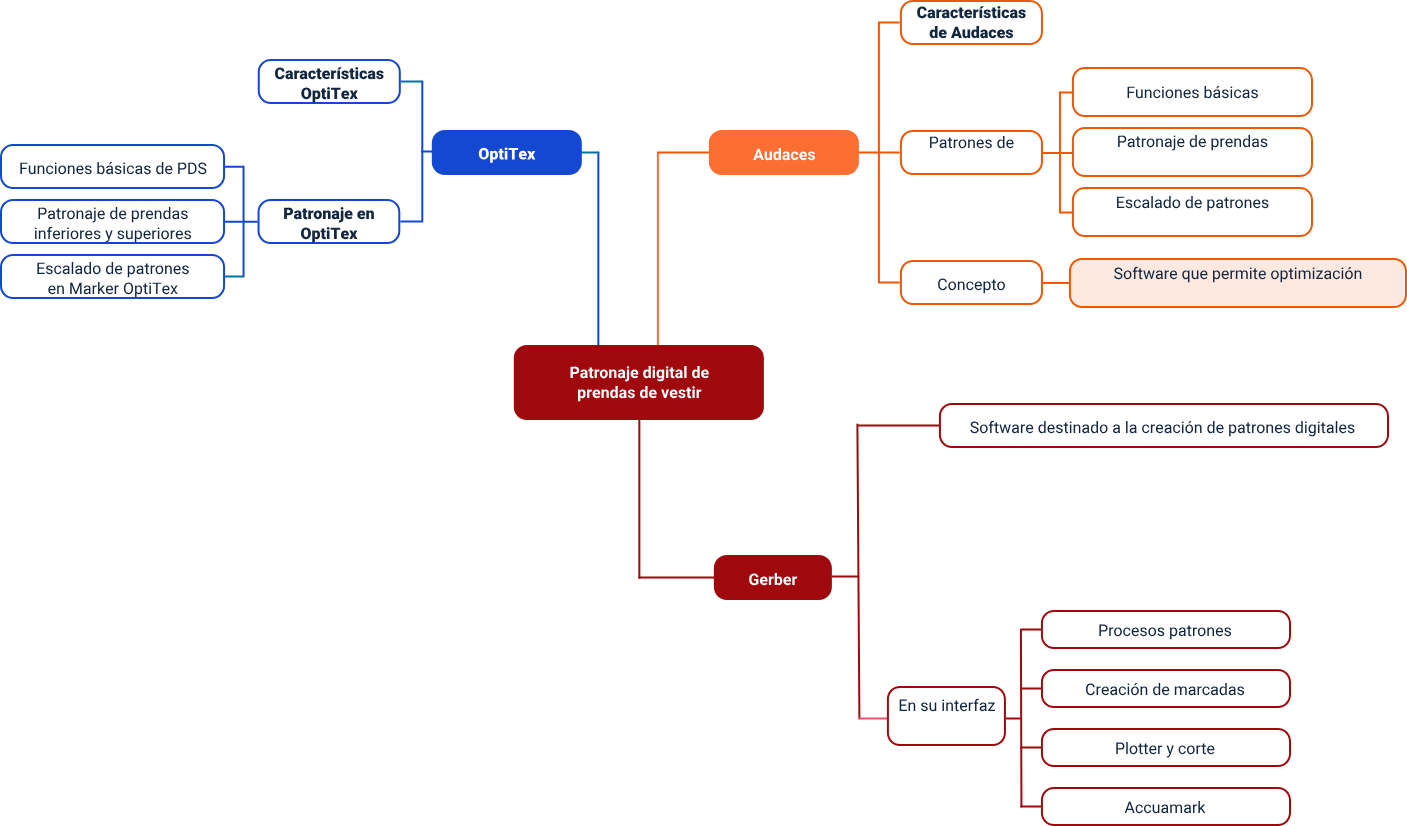 Características
de Audaces
Características
OptiTex
Funciones básicas
OptiTex
Audaces
Patrones de
Patronaje de prendas
Funciones básicas de PDS
Patronaje de prendas
inferiores y superiores
Patronaje en
OptiTex
Escalado de patrones
Escalado de patrones
en Marker OptiTex
Concepto
Software que permite optimización
Patronaje digital de
prendas de vestir
Software destinado a la creación de patrones digitales
Gerber
En su interfaz
Procesos patrones
Creación de marcadas
Plotter y corte
Accuamark